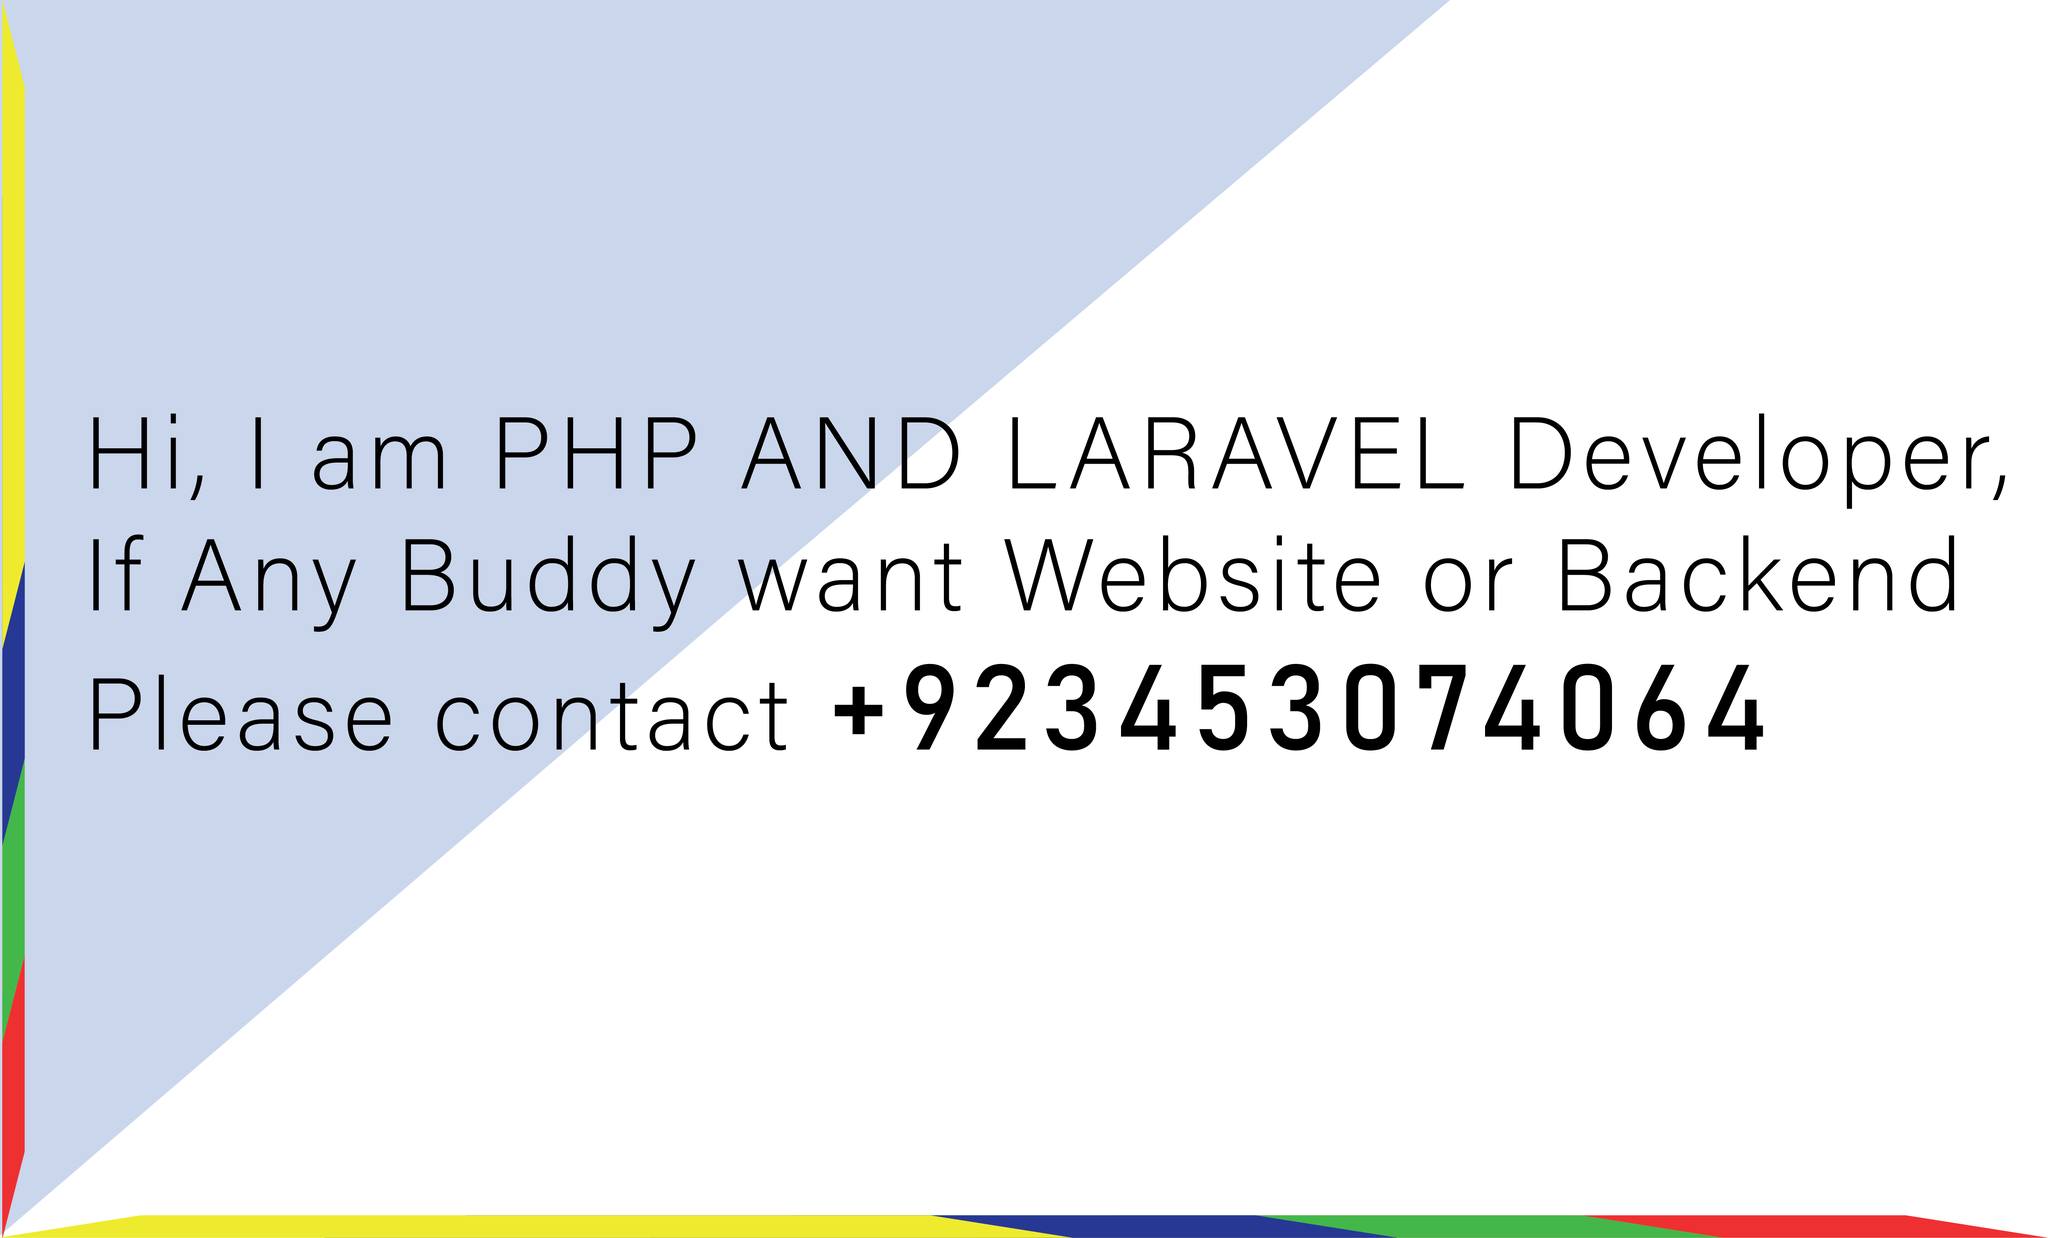 Hi, I am PHP AND LARAVEL Developer,
If Any Buddy want Website or Backend
Please contact +923453074064